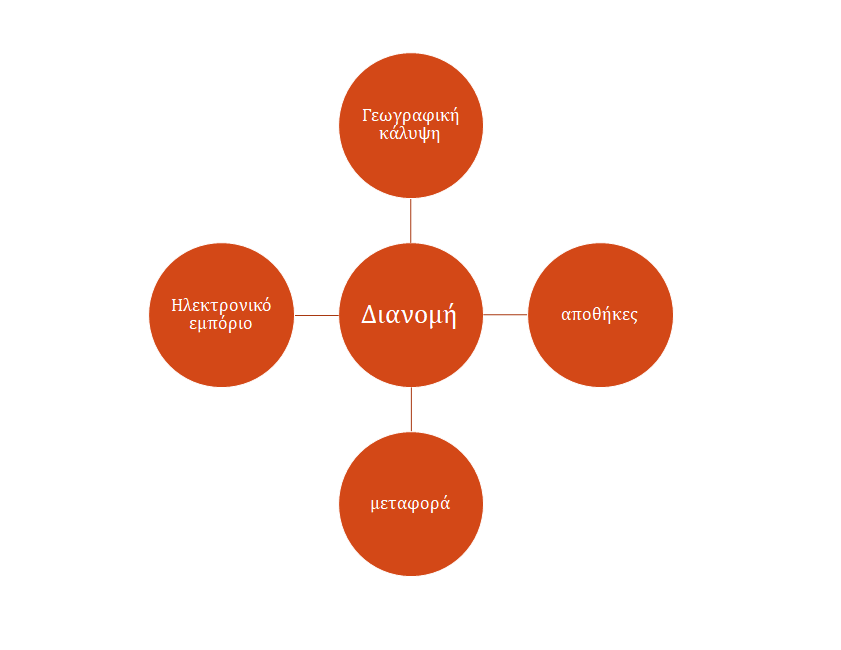 Γεωγραφική
κάλυψη
Ηλεκτρονικό
εμπόριο
Διανομή
αποθήκες
μεταφορά